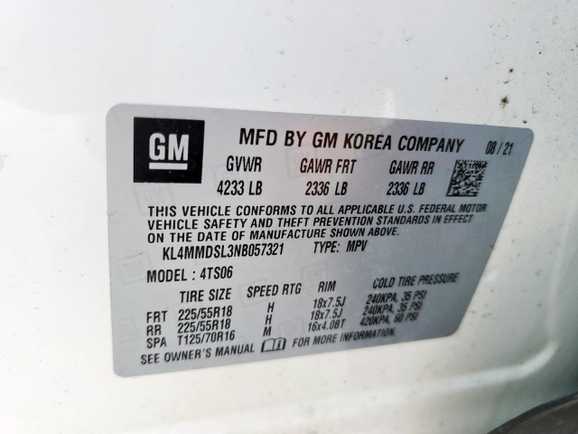 GM MFD BY GM KOREA COMPANY 08/21
GVWR GAWR FRT GAWR RR
4233 LB 2336 LB 2336 LB
THIS VEHICLE CONFORMS TO ALL APPLICABLE U.S. FEDERAL MOTOR
VEHICLE SAFETY AND THEFT PREVENTION STANDARDS IN EFFECT ON
THE DATE OF MANUFACTURE SHOWN ABOVE.
KL4MMDSL3NB057321 TYPE: MPV
MODEL : 4TS06
TIRE SIZE SPEED RTG RIM COLD TIRE PRESSURE
FRT 225/55R18 H 18x7.5J 240KPA, 35 PSI
RR 225/55R18 H 18x7.5J 240KPA, 35 PSI
SPA T125/70R16 M 16x4.0BT 420KPA, 60 PSI
SEE OWNER'S MANUAL FOR MORE INFORMATION.